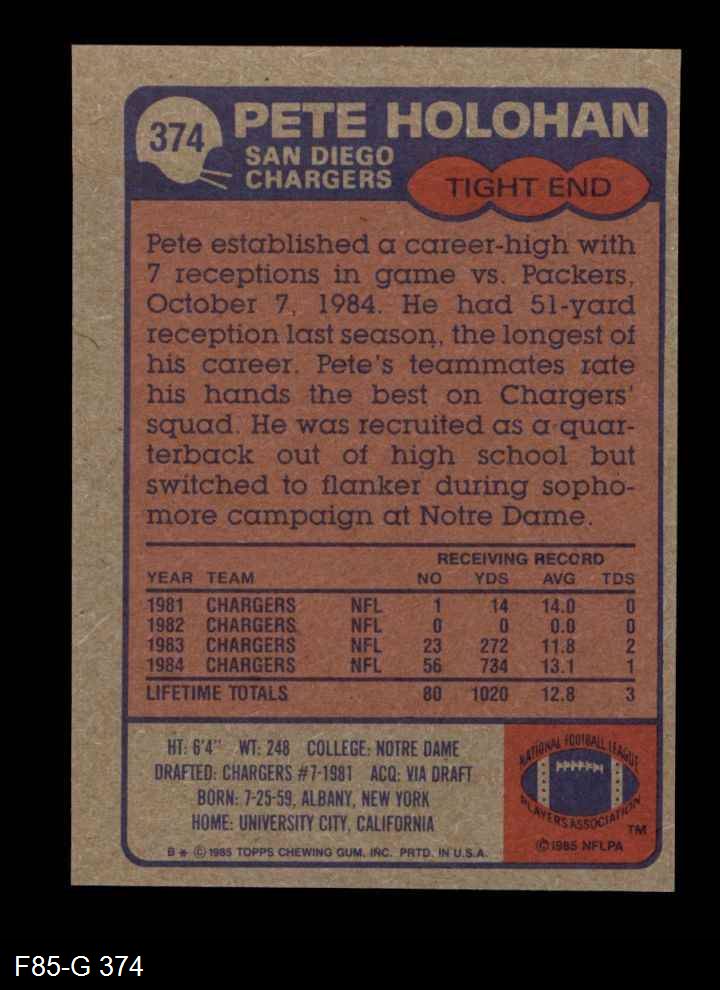 374
PETE HOLOHAN
SAN DIEGO
CHARGERS
TIGHT END
Pete established a career-high with
7 receptions in game vs. Packers,
October 7, 1984. He had 51-yard
reception last season, the longest of
his career. Pete's teammates rate
his hands the best on Chargers'
squad. He was recruited as a quar-
terback out of high school but
switched to flanker during sopho-
more campaign at Notre Dame.
RECEIVING RECORD
YEAR TEAM NO YDS AVG TDS
1981 CHARGERS NFL 1 14 14.0 0
1982 CHARGERS NFL 0 0 0.0 0
1983 CHARGERS NFL 23 272 11.8 2
1984 CHARGERS NFL 56 734 13.1 1
LIFETIME TOTALS 80 1020 12.8 3
HT: 6'4" WT: 248 COLLEGE: NOTRE DAME
DRAFTED: CHARGERS #7-1981 ACQ: VIA DRAFT
BORN: 7-25-59, ALBANY, NEW YORK
HOME: UNIVERSITY CITY, CALIFORNIA
B * © 1985 TOPPS CHEWING GUM, INC. PRTD. IN U.S.A.
NATIONAL FOOTBALL LEAGUE
PLAYERS ASSOCIATION
TM
© 1985 NFLPA
F85-G 374